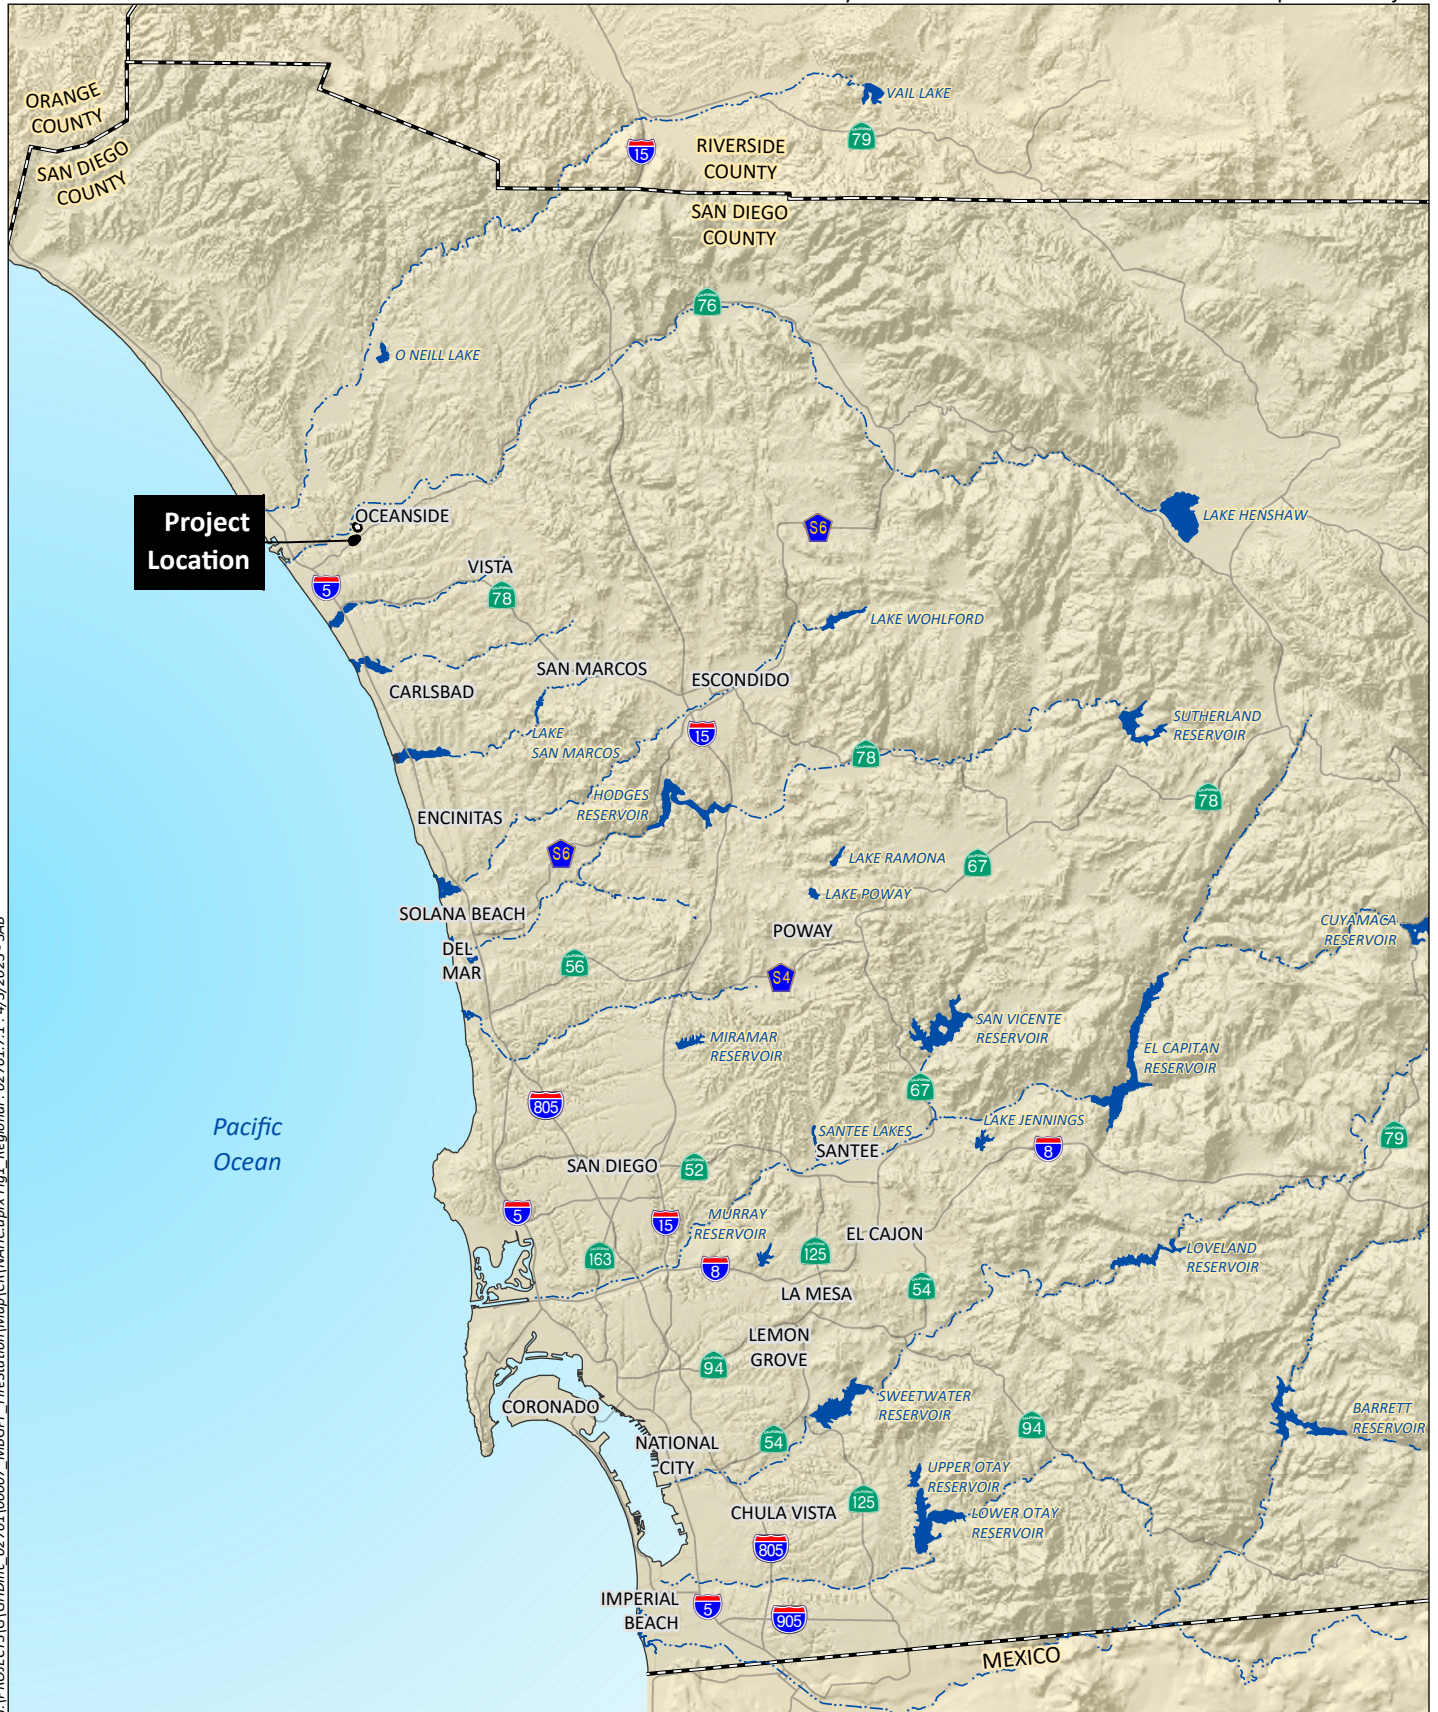 ORANGE
COUNTY
SAN DIEGO
COUNTY
VAIL LAKE
79
15
RIVERSIDE
COUNTY
SAN DIEGO
COUNTY
76
O NEILL LAKE
Project
Location
OCEANSIDE
S6
LAKE HENSHAW
VISTA
5
78
LAKE WOHLFORD
SAN MARCOS
ESCONDIDO
CARLSBAD
LAKE
SAN MARCOS
15
SUTHERLAND
RESERVOIR
78
78
HODGES
RESERVOIR
ENCINITAS
S6
LAKE RAMONA
67
LAKE POWAY
SOLANA BEACH
POWAY
CUYAMACA
RESERVOIR
DEL
MAR
56
S4
SAN VICENTE
RESERVOIR
MIRAMAR
RESERVOIR
EL CAPITAN
RESERVOIR
67
805
Pacific
Ocean
LAKE JENNINGS
SANTEE LAKES
SANTEE
8
79
SAN DIEGO
52
5
15
MURRAY
RESERVOIR
EL CAJON
163
8
125
LOVELAND
RESERVOIR
LA MESA
54
LEMON
GROVE
94
CORONADO
SWEETWATER
RESERVOIR
BARRETT
RESERVOIR
NATIONAL
CITY
54
94
UPPER OTAY
RESERVOIR
125
CHULA VISTA
LOWER OTAY
RESERVOIR
805
IMPERIAL
BEACH
5
905
MEXICO